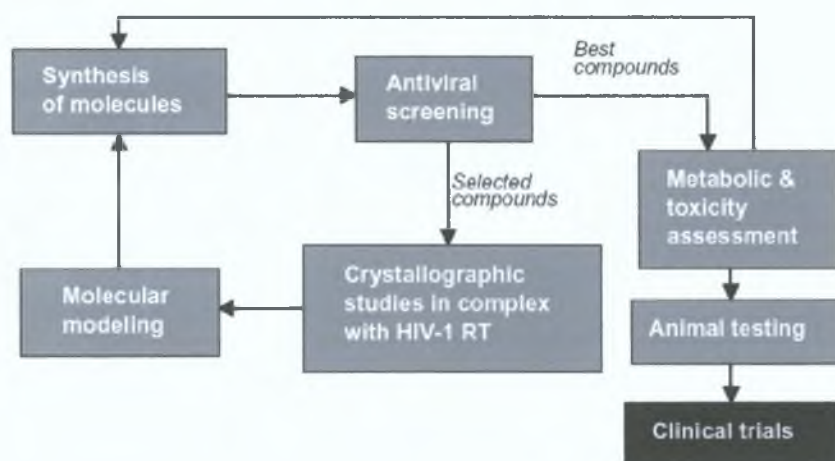 Best
compounds
Synthesis
of molecules
Antiviral
screening
Selected
compounds
Metabolic &
toxicity
assessment
Molecular
modeling
Crystallographic
studies in complex
with HIV-1 RT
Animal testing
Clinical trials